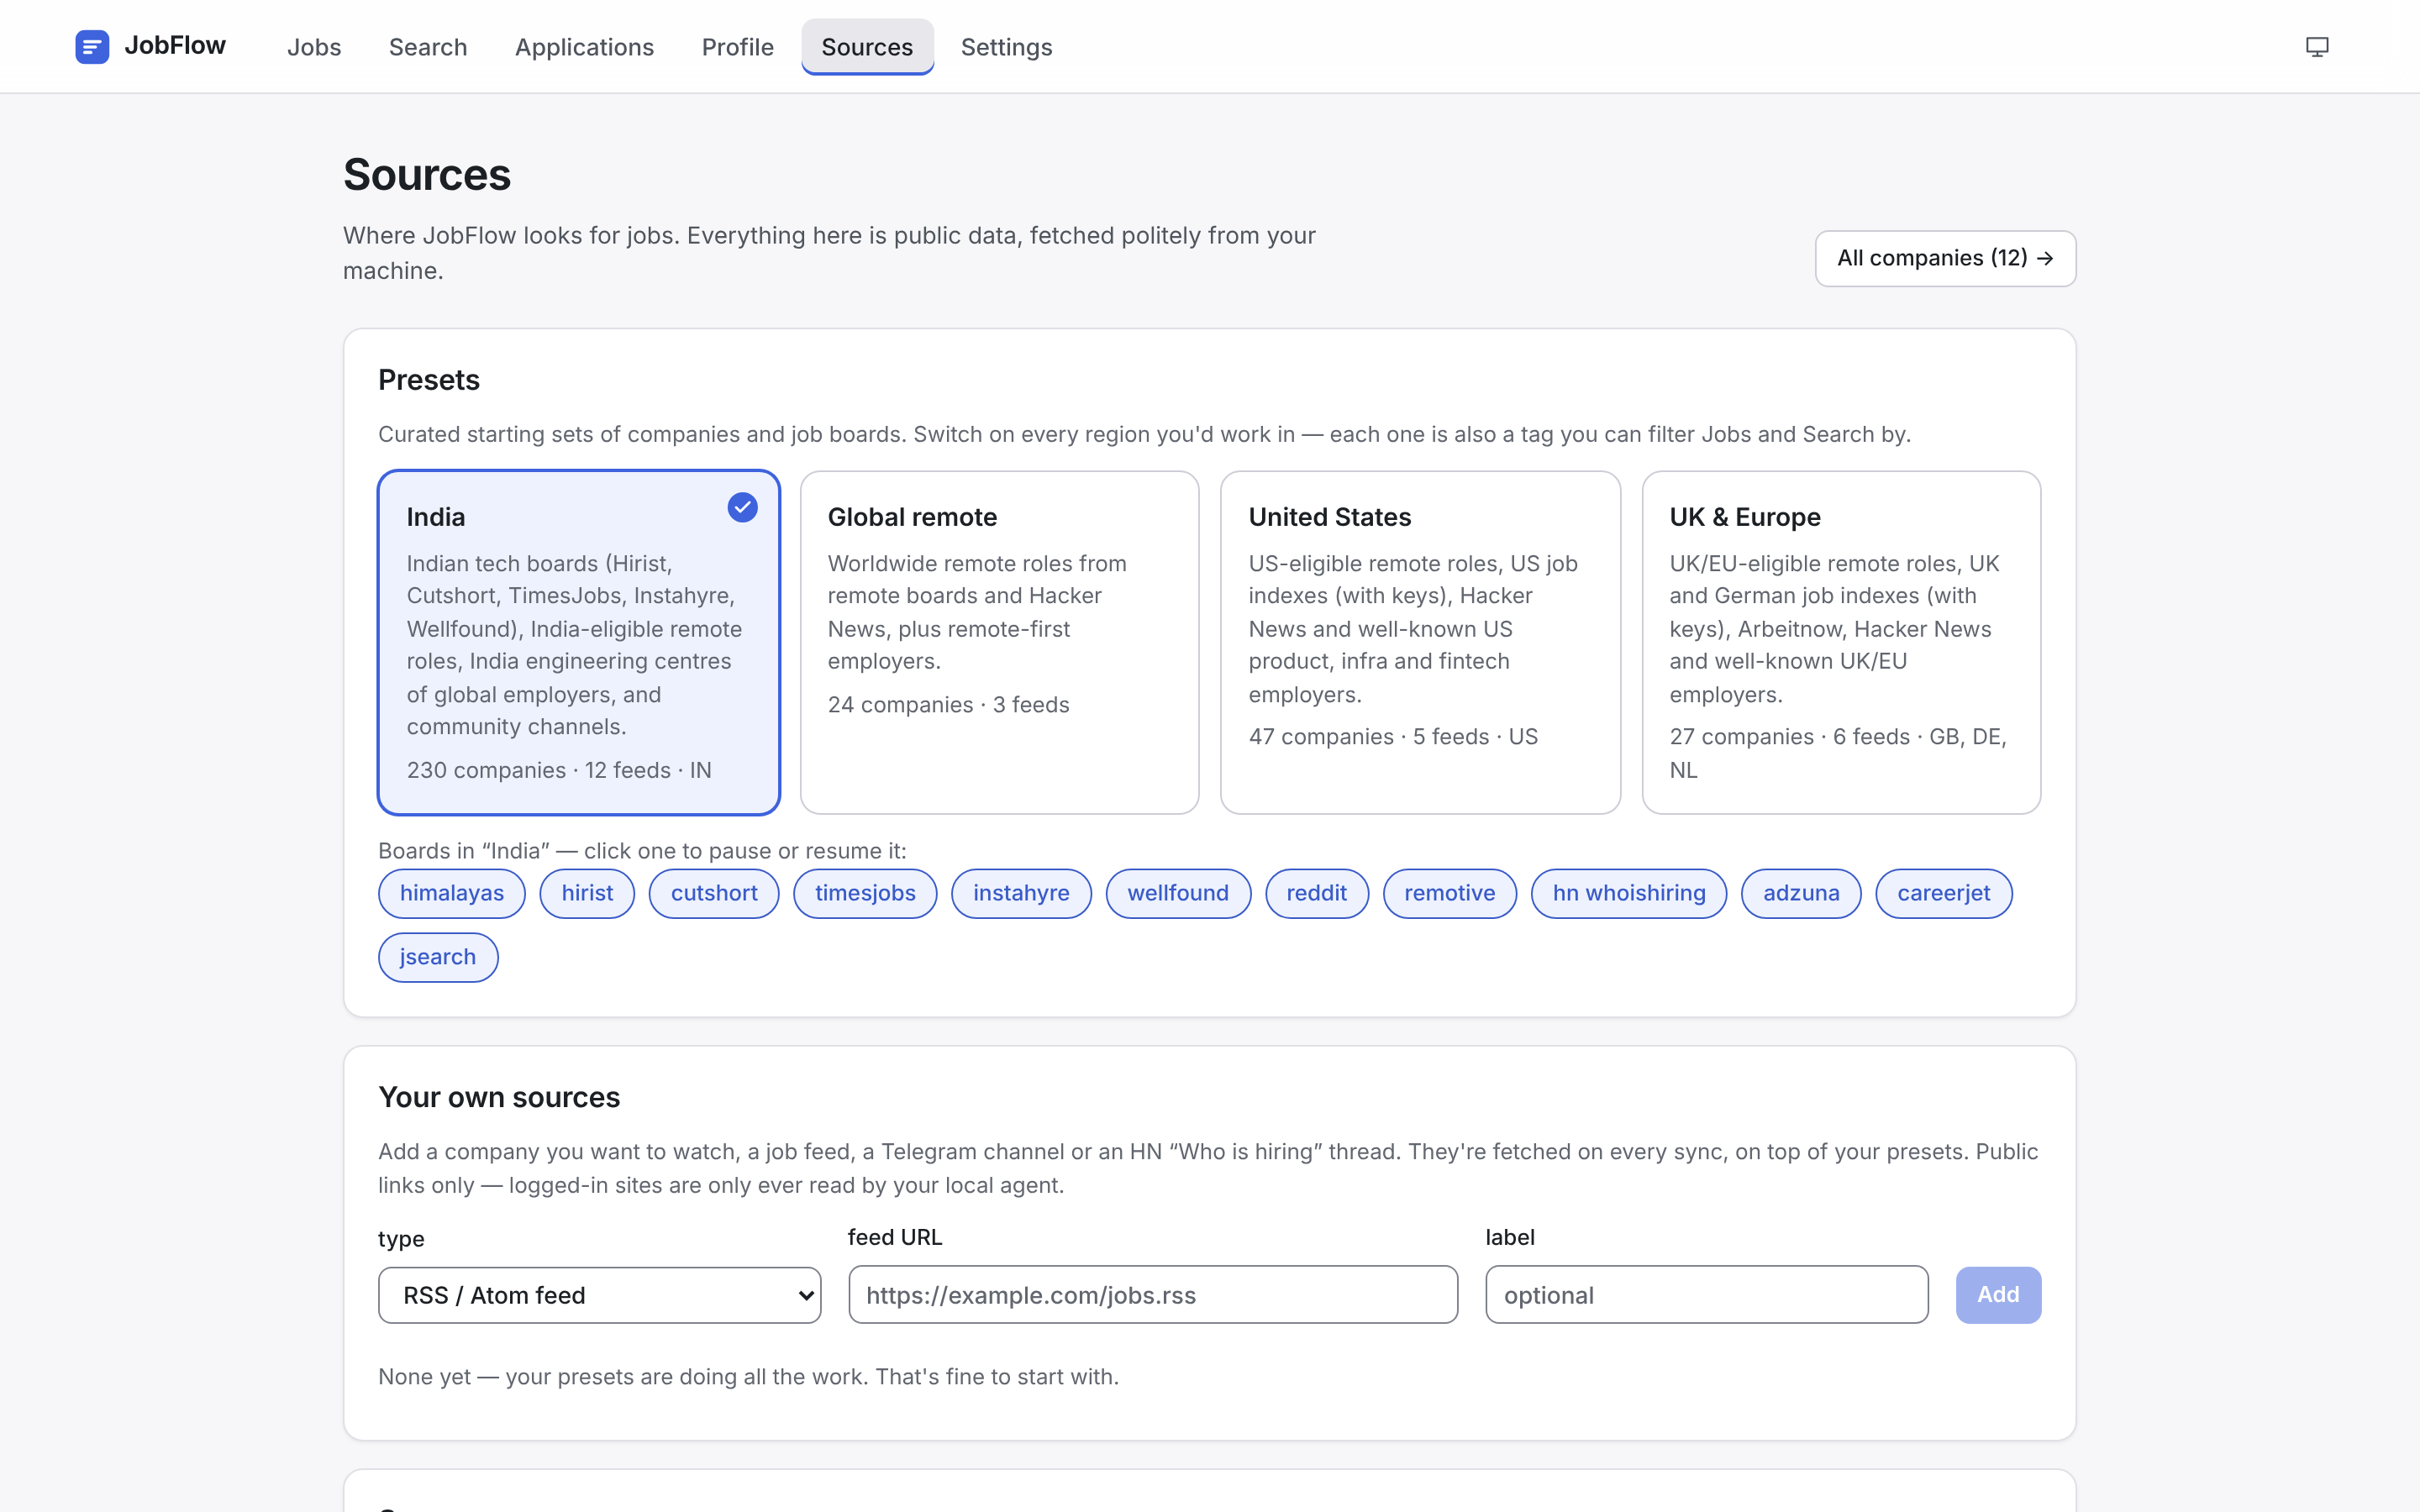 JobFlow
Jobs
Search
Applications
Profile
Sources
Settings
Sources
Where JobFlow looks for jobs. Everything here is public data, fetched politely from your
machine.
All companies (12) →
Presets
Curated starting sets of companies and job boards. Switch on every region you'd work in — each one is also a tag you can filter Jobs and Search by.
India
Indian tech boards (Hirist,
Cutshort, TimesJobs, Instahyre,
Wellfound), India-eligible remote
roles, India engineering centres
of global employers, and
community channels.
230 companies · 12 feeds · IN
Global remote
Worldwide remote roles from
remote boards and Hacker
News, plus remote-first
employers.
24 companies · 3 feeds
United States
US-eligible remote roles, US job
indexes (with keys), Hacker
News and well-known US
product, infra and fintech
employers.
47 companies · 5 feeds · US
UK & Europe
UK/EU-eligible remote roles, UK
and German job indexes (with
keys), Arbeitnow, Hacker News
and well-known UK/EU
employers.
27 companies · 6 feeds · GB, DE,
NL
Boards in “India” — click one to pause or resume it:
himalayas
hirist
cutshort
timesjobs
instahyre
wellfound
reddit
remotive
hn whoishiring
adzuna
careerjet
jsearch
Your own sources
Add a company you want to watch, a job feed, a Telegram channel or an HN “Who is hiring” thread. They're fetched on every sync, on top of your presets. Public
links only — logged-in sites are only ever read by your local agent.
type
feed URL
label
RSS / Atom feed
https://example.com/jobs.rss
optional
Add
None yet — your presets are doing all the work. That's fine to start with.